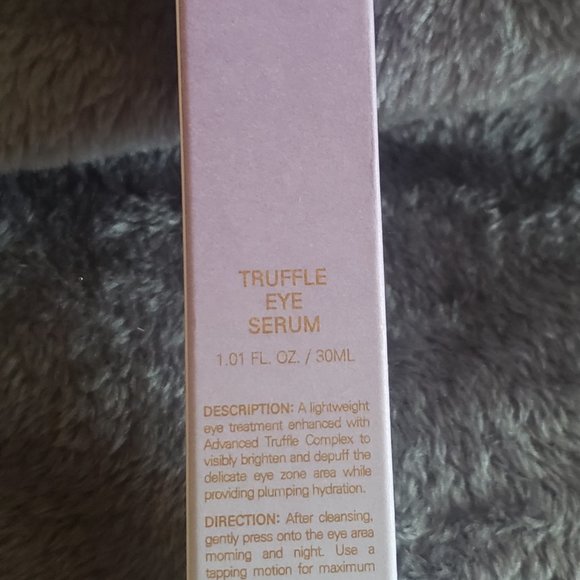 TRUFFLE
EYE
SERUM
1.01 FL. OZ. / 30ML
DESCRIPTION: A lightweight
eye treatment enhanced with
Advanced Truffle Complex to
visibly brighten and depuff the
delicate eye zone area while
providing plumping hydration.
DIRECTION: After cleansing,
gently press onto the eye area
morning and night. Use a
tapping motion for maximum